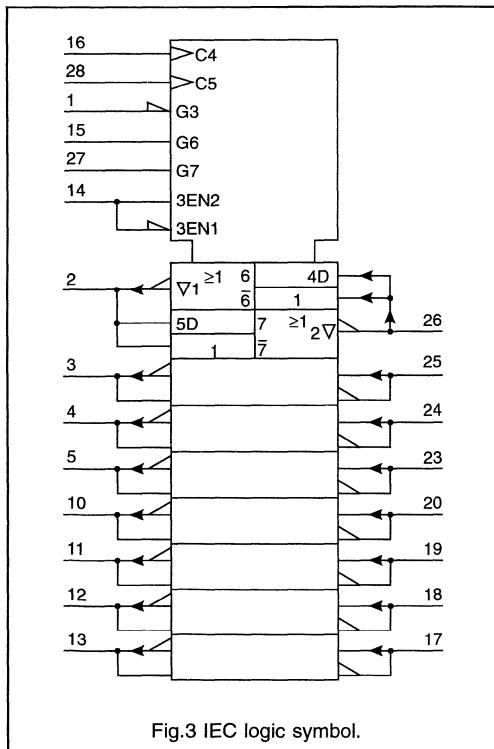 16 C4
28 C5
1 G3
15 G6
27 G7
14 3EN2
3EN1
2 ▽1 ≥1 6 4D
6̅ 1
5D 7 ≥1 2▽ 26
1 7̅
3 25
4 24
5 23
10 20
11 19
12 18
13 17
Fig.3 IEC logic symbol.